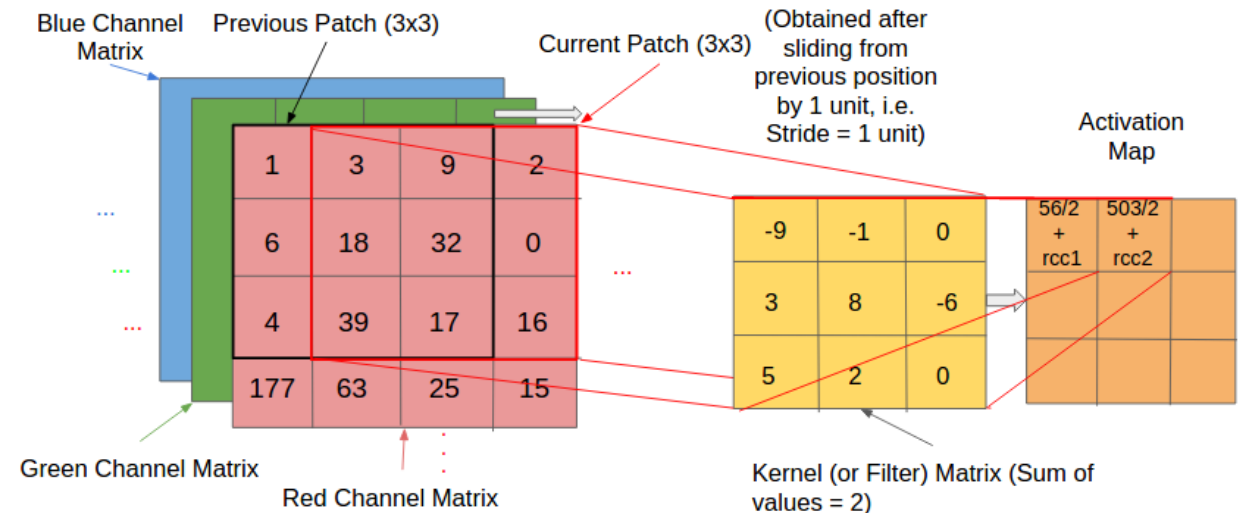 Blue Channel
Matrix
Previous Patch (3x3)
Current Patch (3x3)
(Obtained after
sliding from
previous position
by 1 unit, i.e.
Stride = 1 unit)
Activation
Map
1 3 9 2
6 18 32 0
4 39 17 16
177 63 25 15
...
...
...
...
-9 -1 0
3 8 -6
5 2 0
56/2 503/2
+ +
rcc1 rcc2
Green Channel Matrix
Red Channel Matrix
Kernel (or Filter) Matrix (Sum of
values = 2)